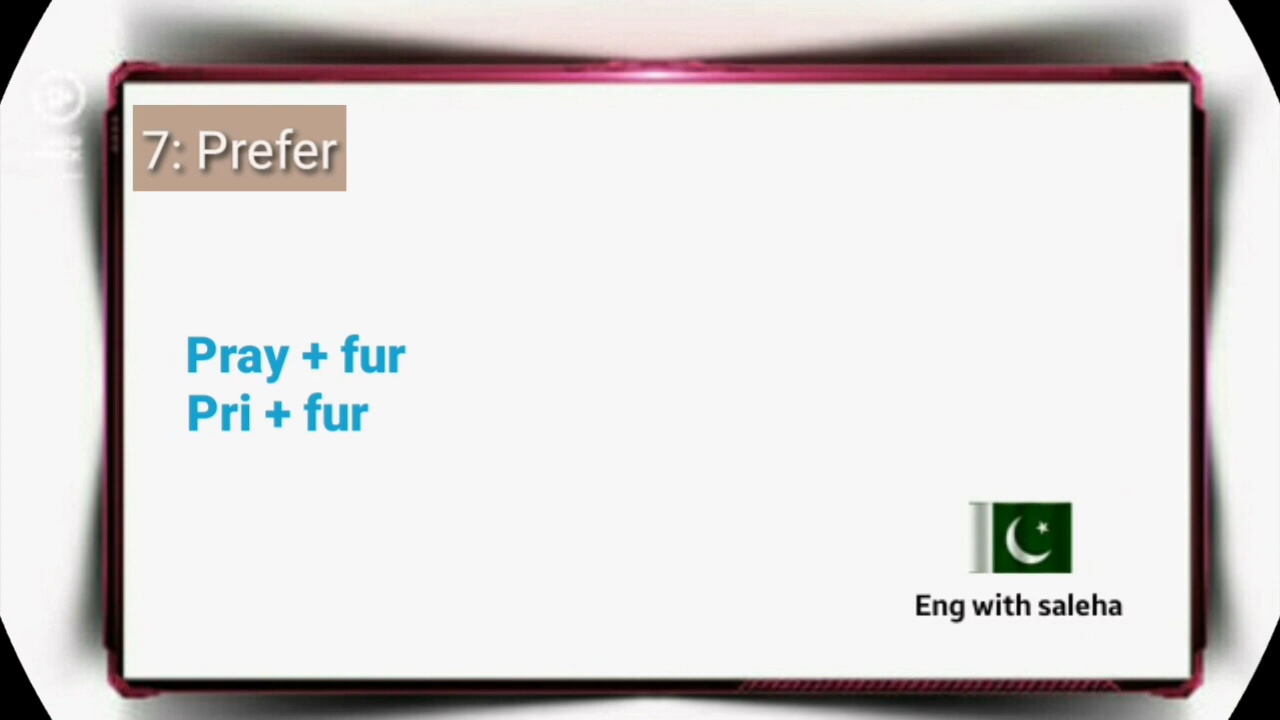 7: Prefer
Pray + fur
Pri + fur
Eng with saleha